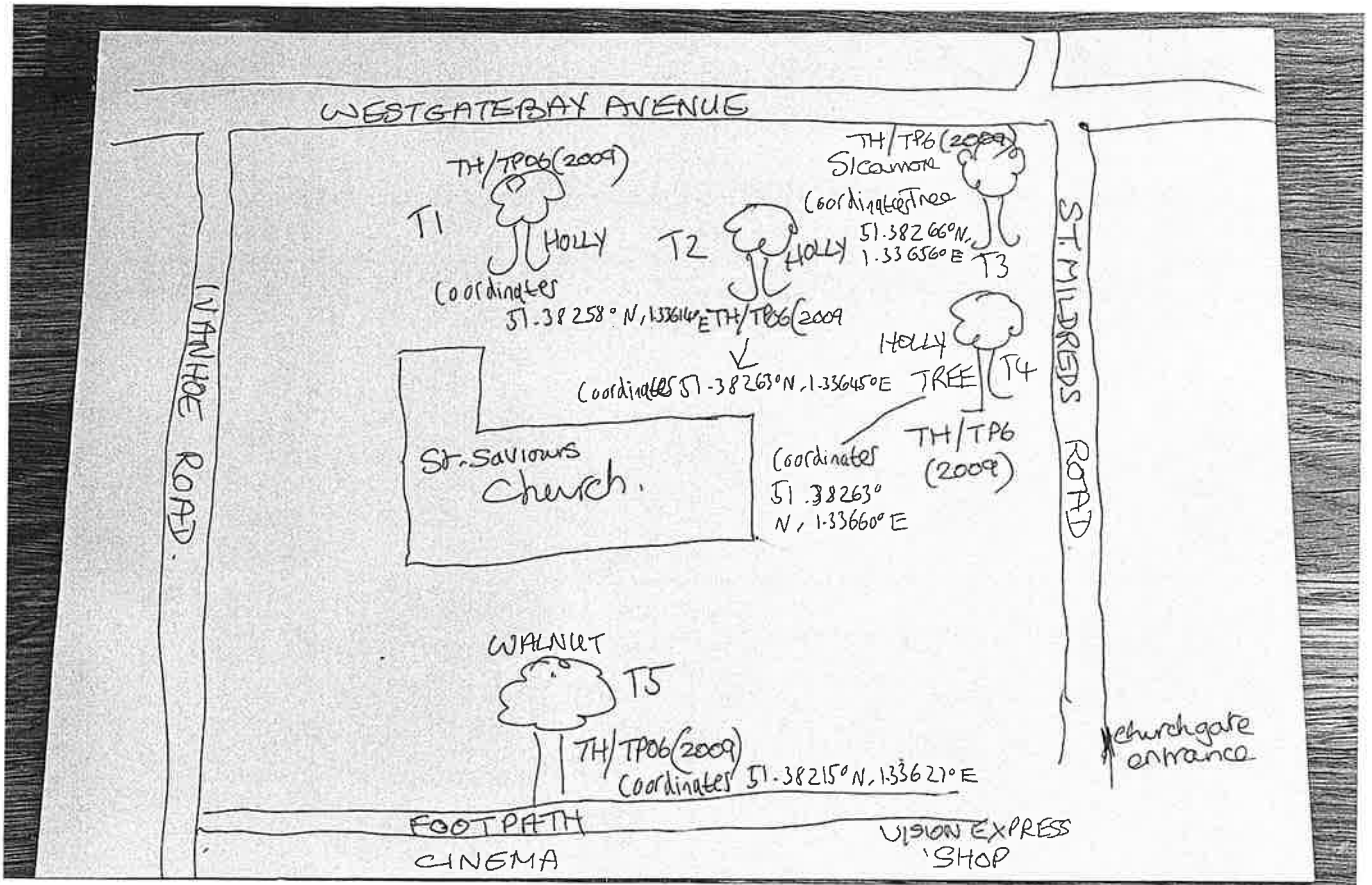 WESTGATEBAY AVENUE
TH/TP06(2009)
T1
HOLLY
Coordinates
51.38258°N, 1.33614°E
T2
HOLLY
TH/TP06(2009
Coordinates 51.38263°N, 1.33645°E
TH/TP6(2009)
Sicamore
Coordinates Tree
51.38266°N,
1.33656°E
T3
HOLLY
TREE
T4
TH/TP6
(2009)
Coordinates
51.38263°
N, 1.33660°E
IVANHOE ROAD.
ST.MILDREDS ROAD
St. Saviours
Church.
WALNUT
T5
TH/TP06(2009)
Coordinates 51.38215°N, 1.33627°E
churchgate
entrance
FOOTPATH
CINEMA
VISION EXPRESS
SHOP